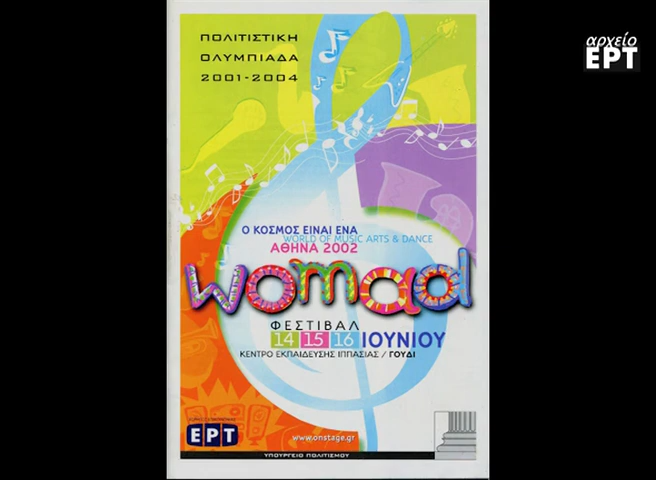 αρχείο
ΕΡΤ
ΠΟΛΙΤΙΣΤΙΚΗ
ΟΛΥΜΠΙΑΔΑ
2001-2004
Ο ΚΟΣΜΟΣ ΕΙΝΑΙ ΕΝΑ
WORLD OF MUSIC ARTS & DANCE
ΑΘΗΝΑ 2002
womad
ΦΕΣΤΙΒΑΛ
14 15 16 ΙΟΥΝΙΟΥ
ΚΕΝΤΡΟ ΕΚΠΑΙΔΕΥΣΗΣ ΙΠΠΑΣΙΑΣ / ΓΟΥΔΙ
ΕΡΤ
www.onstage.gr
ΥΠΟΥΡΓΕΙΟ ΠΟΛΙΤΙΣΜΟΥ